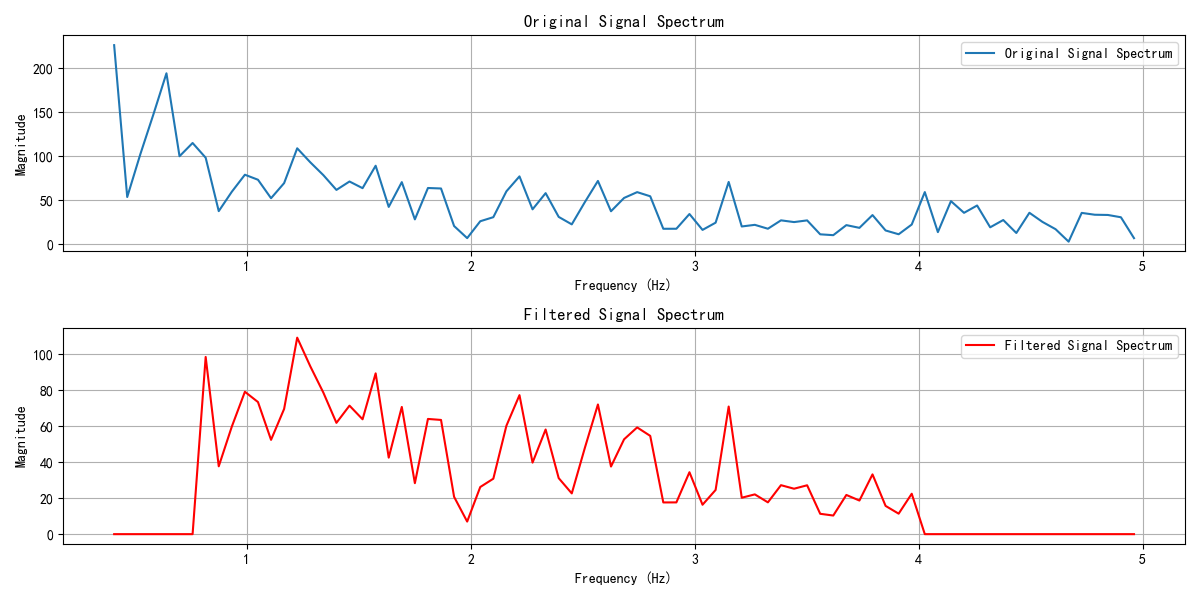 Original Signal Spectrum
Original Signal Spectrum
200
150
100
50
0
Magnitude
1 2 3 4 5
Frequency (Hz)
Filtered Signal Spectrum
Filtered Signal Spectrum
100
80
60
40
20
0
Magnitude
1 2 3 4 5
Frequency (Hz)